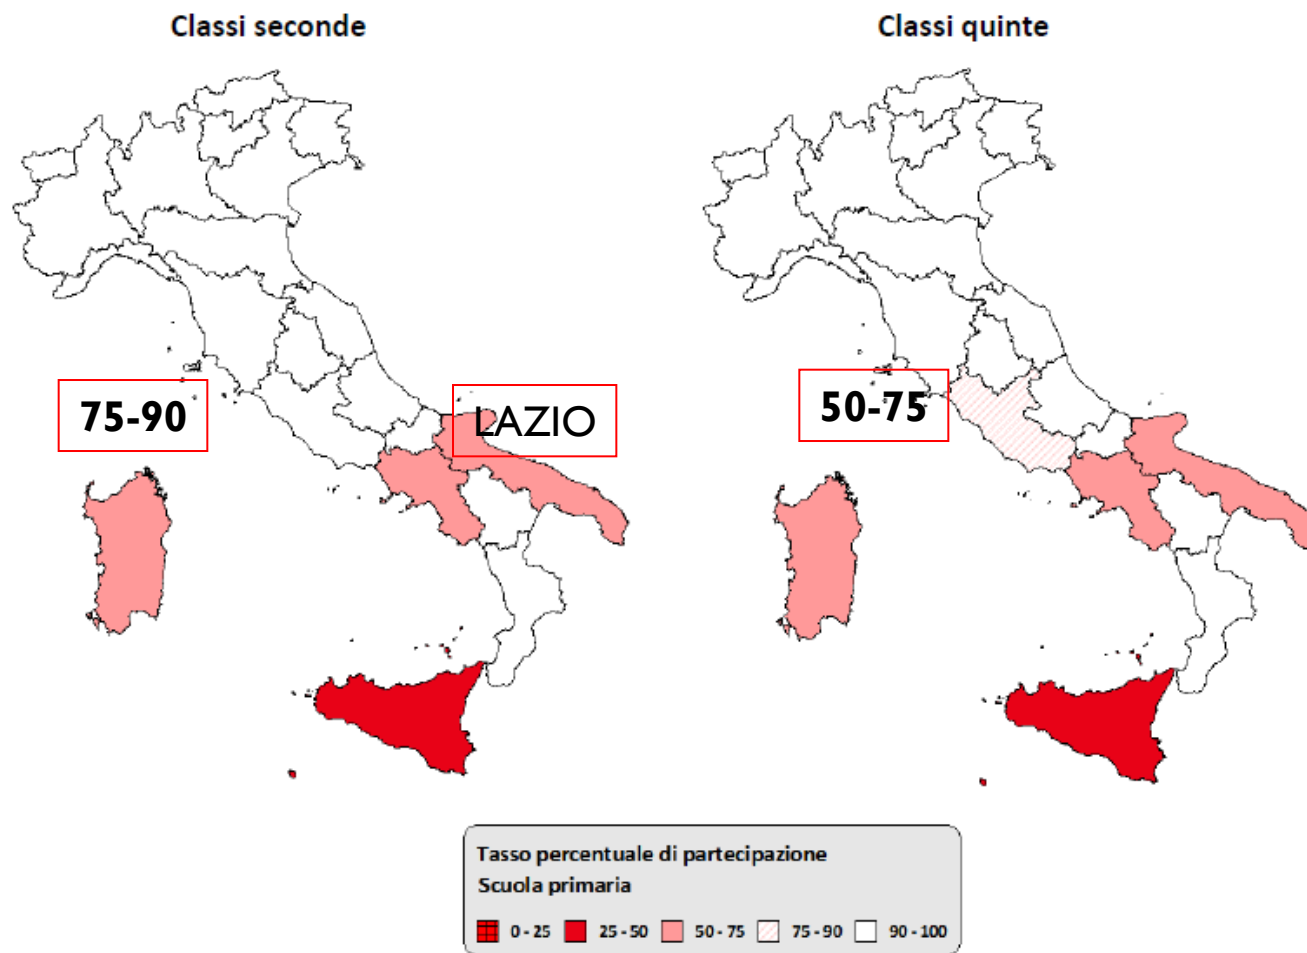 Classi seconde
Classi quinte
75-90
LAZIO
50-75
Tasso percentuale di partecipazione
Scuola primaria
0 - 25 25 - 50 50 - 75 75 - 90 90 - 100